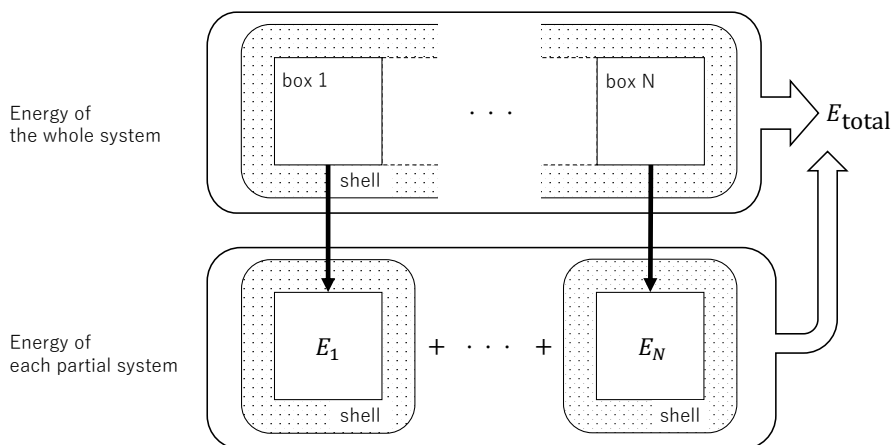 box 1
box N
. . .
Energy of
the whole system
E_total
shell
Energy of
each partial system
E_1
+ · · · · +
E_N
shell
shell